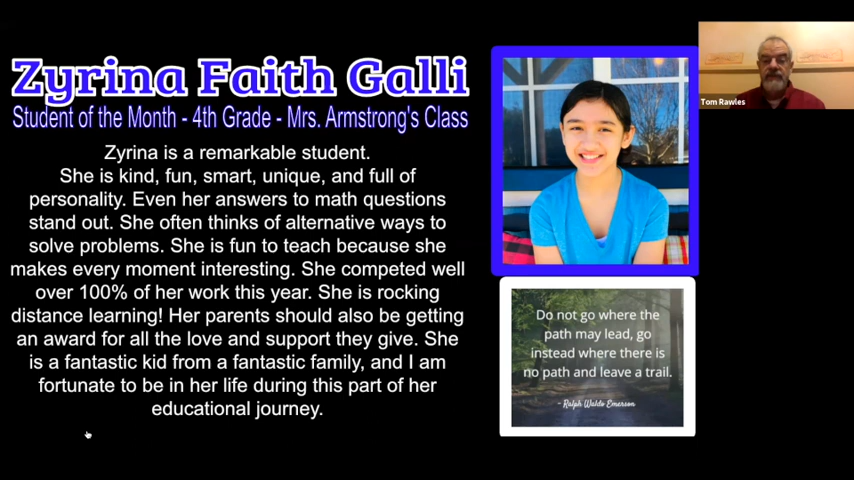 Zyrina Faith Galli
Student of the Month - 4th Grade - Mrs. Armstrong's Class
Zyrina is a remarkable student.
She is kind, fun, smart, unique, and full of
personality. Even her answers to math questions
stand out. She often thinks of alternative ways to
solve problems. She is fun to teach because she
makes every moment interesting. She competed well
over 100% of her work this year. She is rocking
distance learning! Her parents should also be getting
an award for all the love and support they give. She
is a fantastic kid from a fantastic family, and I am
fortunate to be in her life during this part of her
educational journey.
Do not go where the
path may lead, go
instead where there is
no path and leave a trail.
- Ralph Waldo Emerson
Tom Rawles